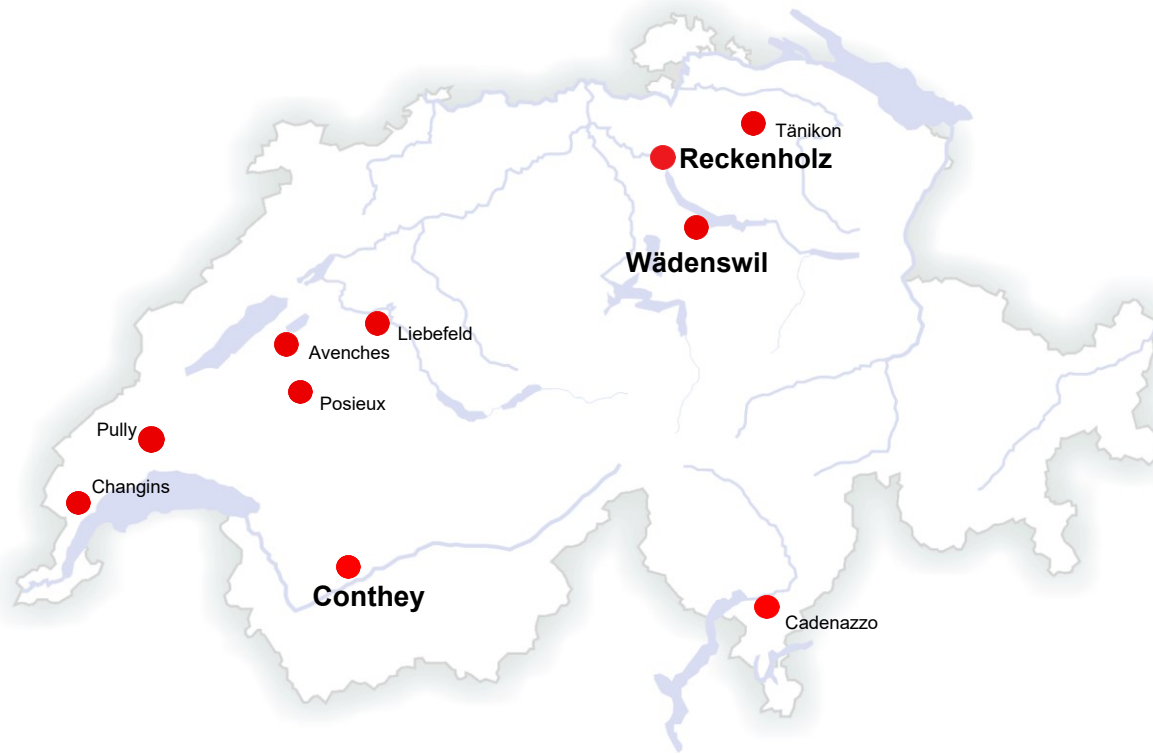 Tänikon
Reckenholz
Wädenswil
Liebefeld
Avenches
Posieux
Pully
Changins
Conthey
Cadenazzo